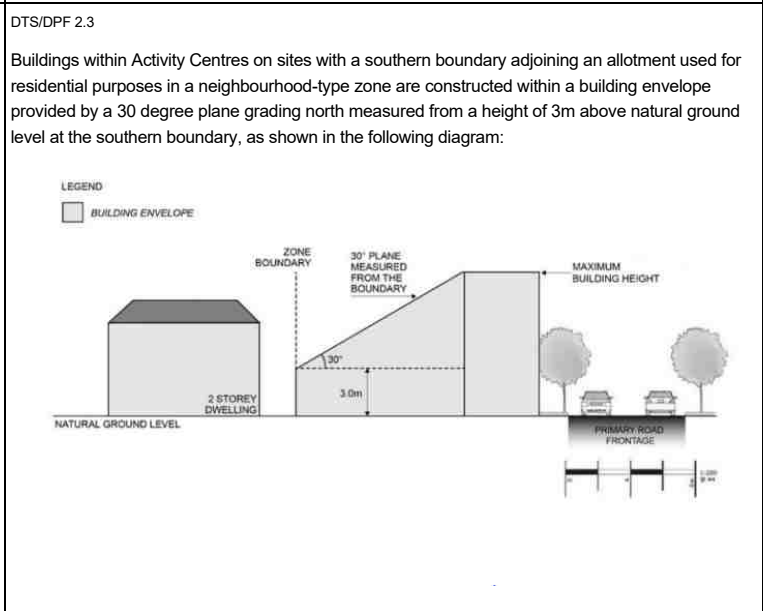 DTS/DPF 2.3
Buildings within Activity Centres on sites with a southern boundary adjoining an allotment used for
residential purposes in a neighbourhood-type zone are constructed within a building envelope
provided by a 30 degree plane grading north measured from a height of 3m above natural ground
level at the southern boundary, as shown in the following diagram:
LEGEND
BUILDING ENVELOPE
ZONE
BOUNDARY
30° PLANE
MEASURED
FROM THE
BOUNDARY
MAXIMUM
BUILDING HEIGHT
30°
3.0m
2 STOREY
DWELLING
NATURAL GROUND LEVEL
PRIMARY ROAD
FRONTAGE